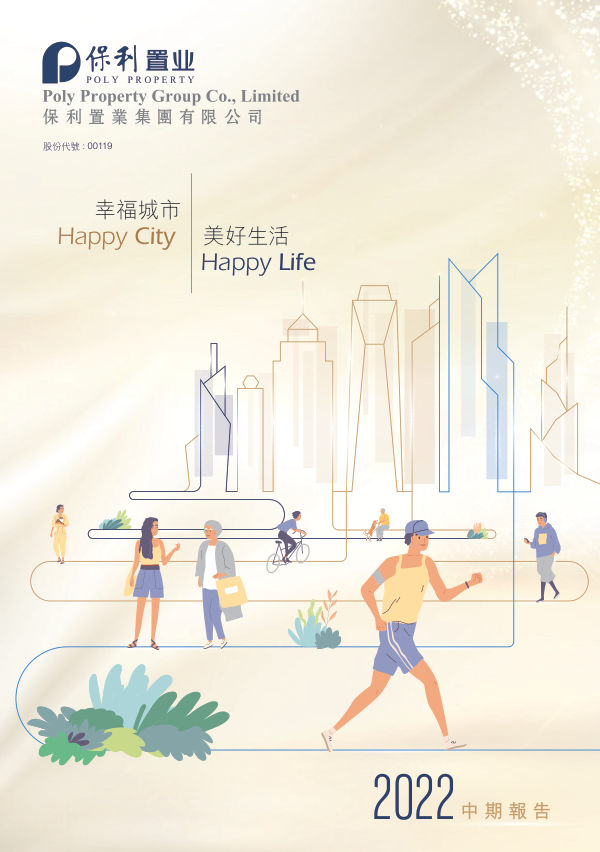 保利置业
POLY PROPERTY
Poly Property Group Co., Limited
保利置業集團有限公司
股份代號 : 00119
幸福城市
Happy City
美好生活
Happy Life
2022 中期報告